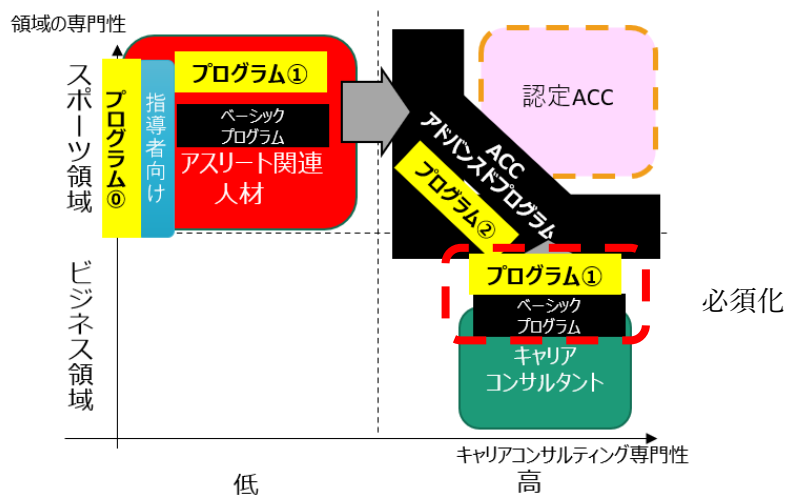 領域の専門性
スポーツ領域
ビジネス領域
プログラム⓪
指導者向け
プログラム①
ベーシック
プログラム
アスリート関連
人材
認定ACC
ACC
アドバンスドプログラム
プログラム②
プログラム①
ベーシック
プログラム
キャリア
コンサルタント
必須化
キャリアコンサルティング専門性
低
高